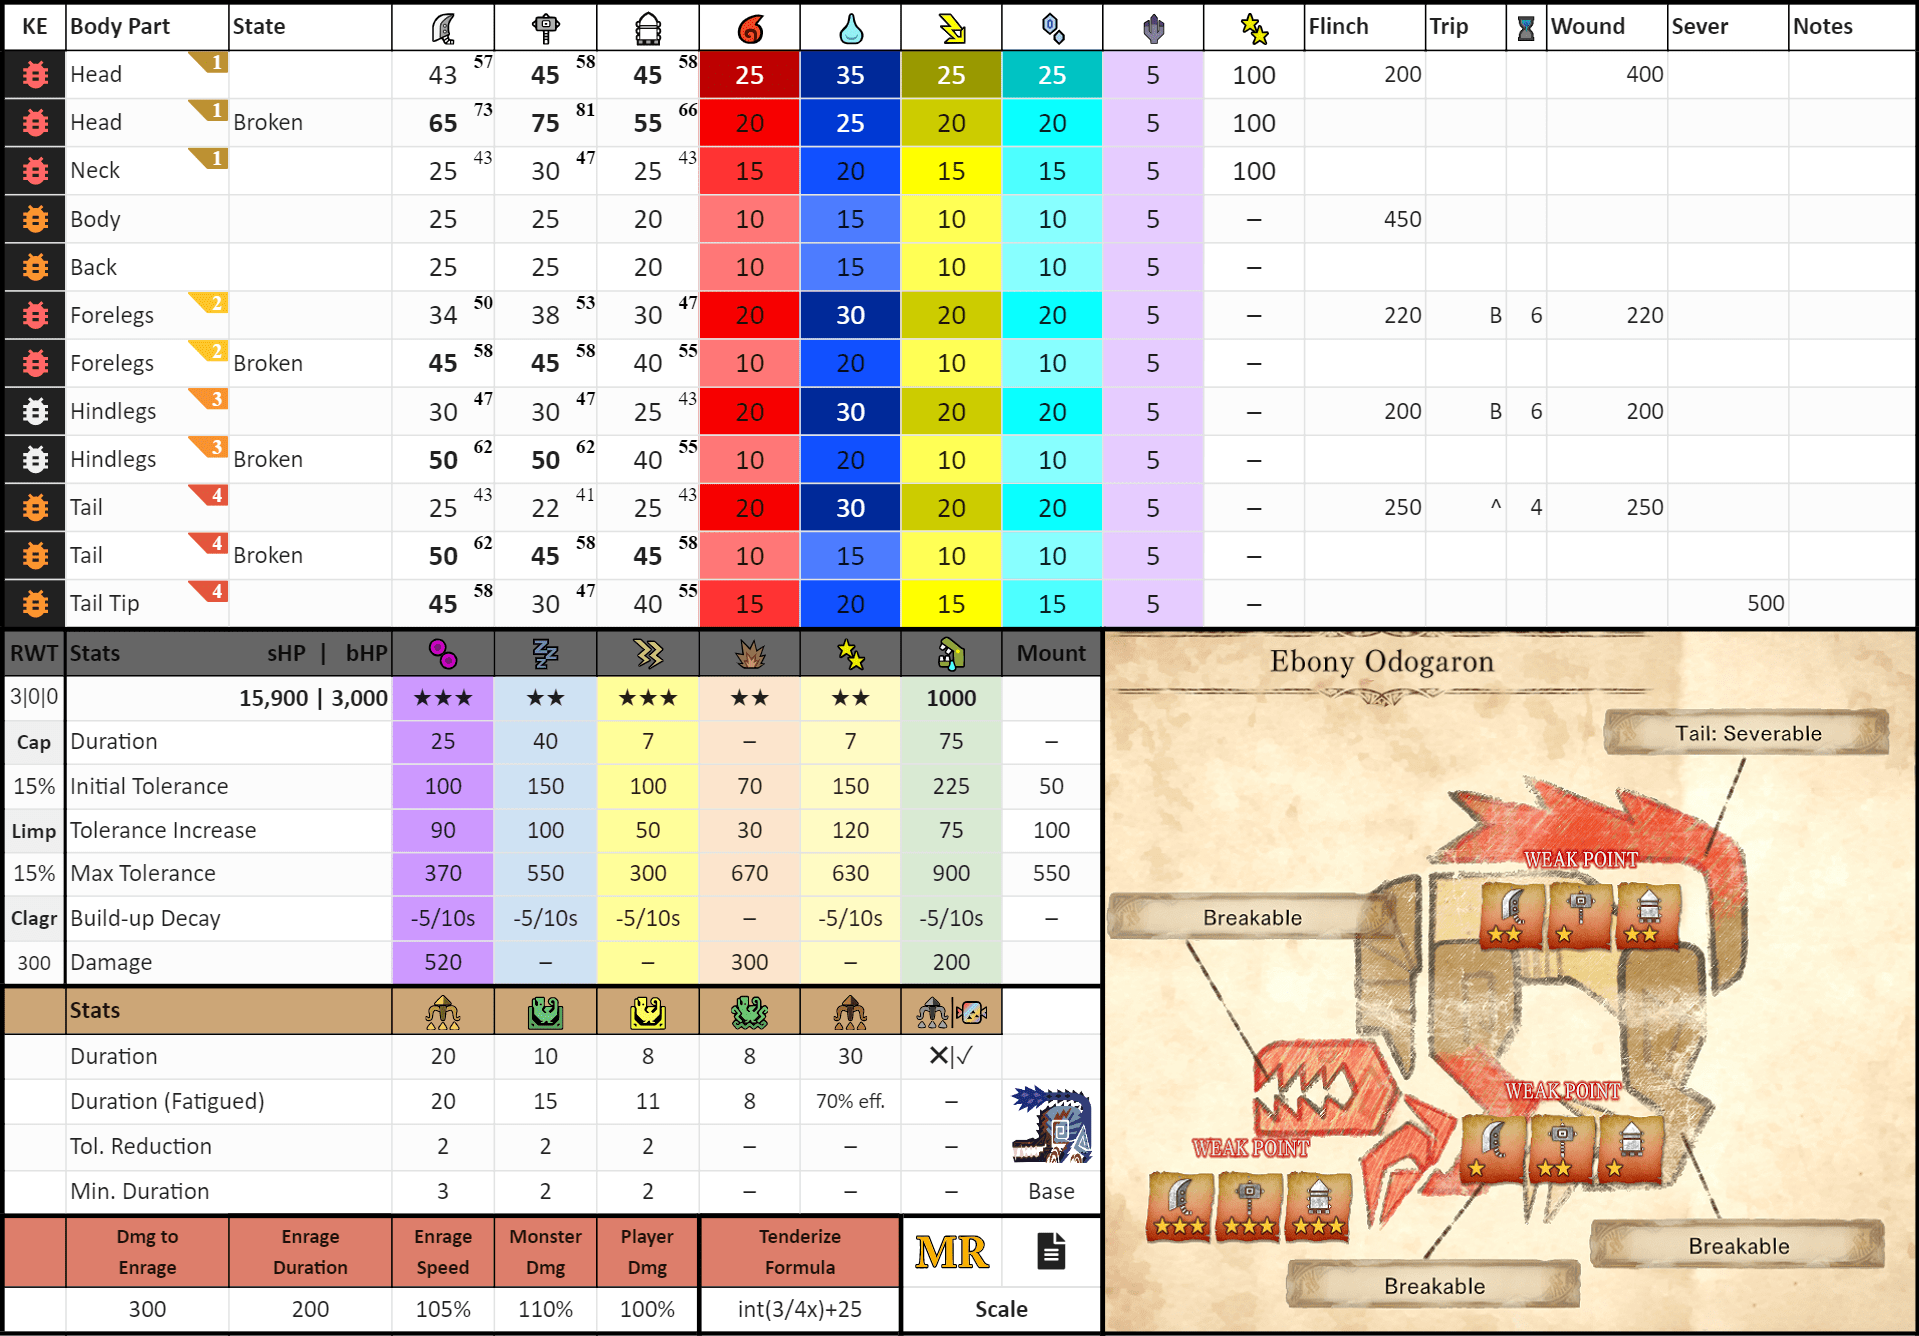 KE Body Part State Flinch Trip Wound Sever Notes
Head 1 43 57 45 58 45 58 25 35 25 25 5 100 200 400
Head 1 Broken 65 73 75 81 55 66 20 25 20 20 5 100
Neck 1 25 43 30 47 25 43 15 20 15 15 5 100
Body 25 25 20 10 15 10 10 5 – 450
Back 25 25 20 10 15 10 10 5 –
Forelegs 2 34 50 38 53 30 47 20 30 20 20 5 – 220 B 6 220
Forelegs 2 Broken 45 58 45 58 40 55 10 20 10 10 5 –
Hindlegs 3 30 47 30 47 25 43 20 30 20 20 5 – 200 B 6 200
Hindlegs 3 Broken 50 62 50 62 40 55 10 20 10 10 5 –
Tail 4 25 43 22 41 25 43 20 30 20 20 5 – 250 ^ 4 250
Tail 4 Broken 50 62 45 58 45 58 10 15 10 10 5 –
Tail Tip 4 45 58 30 47 40 55 15 20 15 15 5 – 500
RWT Stats sHP | bHP Mount
3|0|0 15,900 | 3,000 ★★★ ★★ ★★★ ★★ ★★ 1000
Cap Duration 25 40 7 – 7 75 –
15% Initial Tolerance 100 150 100 70 150 225 50
Limp Tolerance Increase 90 100 50 30 120 75 100
15% Max Tolerance 370 550 300 670 630 900 550
Clagr Build-up Decay -5/10s -5/10s -5/10s – -5/10s -5/10s –
300 Damage 520 – – 300 – 200
Stats
Duration 20 10 8 8 30 ✕|✓
Duration (Fatigued) 20 15 11 8 70% eff. –
Tol. Reduction 2 2 2 – – –
Min. Duration 3 2 2 – – – Base
Dmg to Enrage Enrage Duration Enrage Speed Monster Dmg Player Dmg Tenderize Formula MR
300 200 105% 110% 100% int(3/4x)+25 Scale
Ebony Odogaron
Tail: Severable
WEAK POINT
Breakable
WEAK POINT
WEAK POINT
Breakable
Breakable